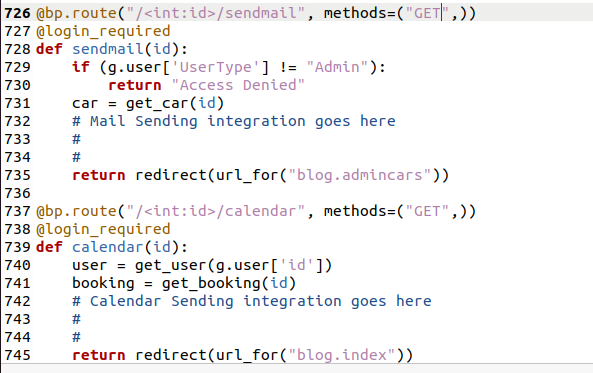 726 @bp.route("/<int:id>/sendmail", methods=("GET",))
727 @login_required
728 def sendmail(id):
729     if (g.user['UserType'] != "Admin"):
730         return "Access Denied"
731     car = get_car(id)
732     # Mail Sending integration goes here
733     #
734     #
735     return redirect(url_for("blog.admincars"))
736
737 @bp.route("/<int:id>/calendar", methods=("GET",))
738 @login_required
739 def calendar(id):
740     user = get_user(g.user['id'])
741     booking = get_booking(id)
742     # Calendar Sending integration goes here
743     #
744     #
745     return redirect(url_for("blog.index"))